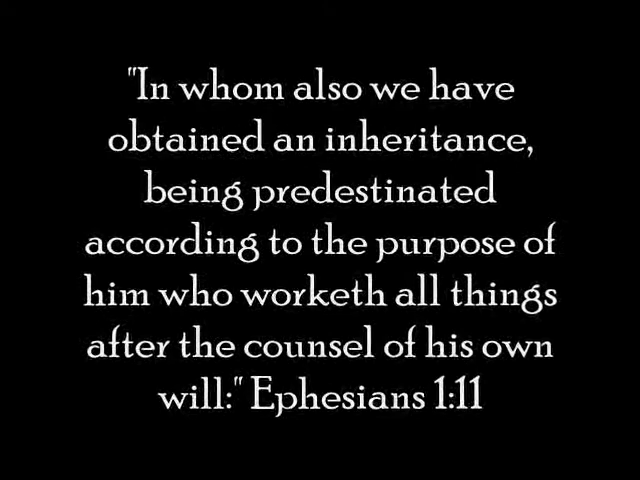 "In whom also we have
obtained an inheritance,
being predestinated
according to the purpose of
him who worketh all things
after the counsel of his own
will:" Ephesians 1:11